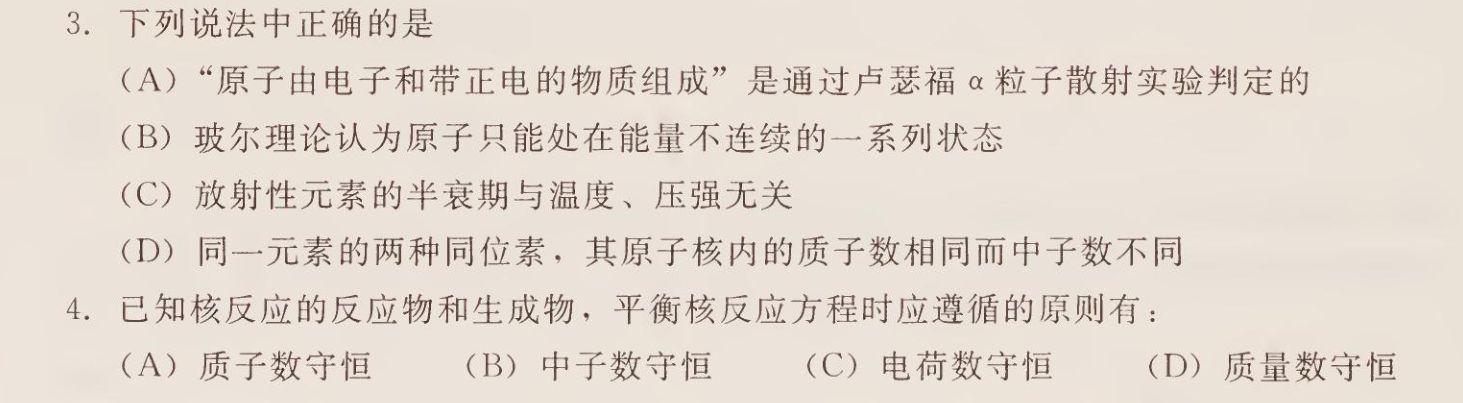 3. 下列说法中正确的是
(A)“原子由电子和带正电的物质组成”是通过卢瑟福 α 粒子散射实验判定的
(B) 玻尔理论认为原子只能处在能量不连续的一系列状态
(C) 放射性元素的半衰期与温度、压强无关
(D) 同一元素的两种同位素，其原子核内的质子数相同而中子数不同
4. 已知核反应的反应物和生成物，平衡核反应方程时应遵循的原则有：
(A) 质子数守恒 (B) 中子数守恒 (C) 电荷数守恒 (D) 质量数守恒